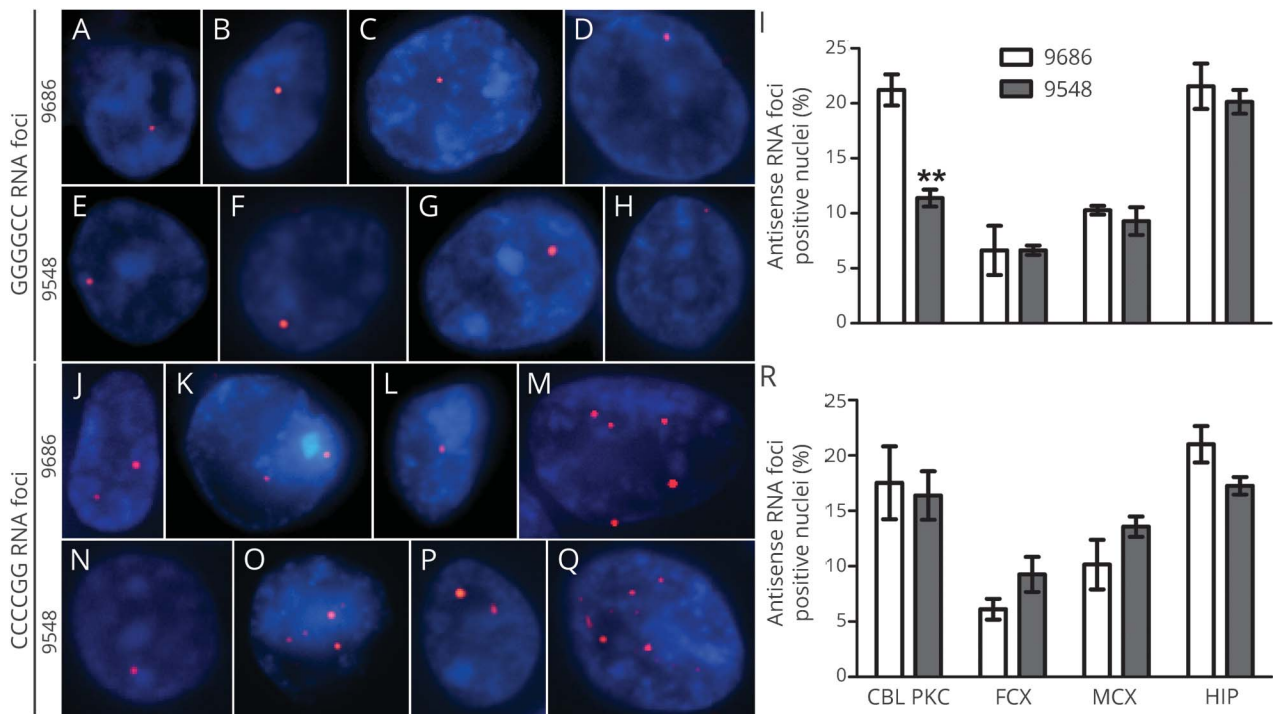 GGGGCC RNA foci
9686
A
B
C
D
9548
E
F
G
H
CCCCGG RNA foci
9686
J
K
L
M
9548
N
O
P
Q
I
Antisense RNA foci
positive nuclei (%)
25
20
15
10
5
0
9686
9548
**
R
Antisense RNA foci
positive nuclei (%)
25
20
15
10
5
0
CBL PKC FCX MCX HIP